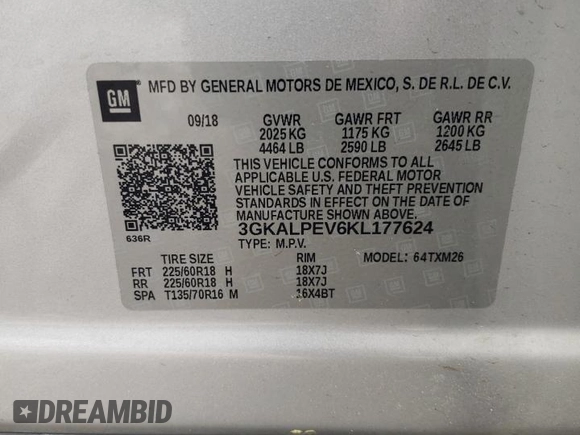 GM MFD BY GENERAL MOTORS DE MEXICO, S. DE R.L. DE C.V.
09/18 GVWR GAWR FRT GAWR RR
2025 KG 1175 KG 1200 KG
4464 LB 2590 LB 2645 LB
THIS VEHICLE CONFORMS TO ALL
APPLICABLE U.S. FEDERAL MOTOR
VEHICLE SAFETY AND THEFT PREVENTION
STANDARDS IN EFFECT ON THE DATE OF
MANUFACTURE SHOWN ABOVE.
3GKALPEV6KL177624
636R TYPE: M.P.V.
TIRE SIZE RIM MODEL: 64TXM26
FRT 225/60R18 H 18X7J
RR 225/60R18 H 18X7J
SPA T135/70R16 M 16X4BT
DREAMBID